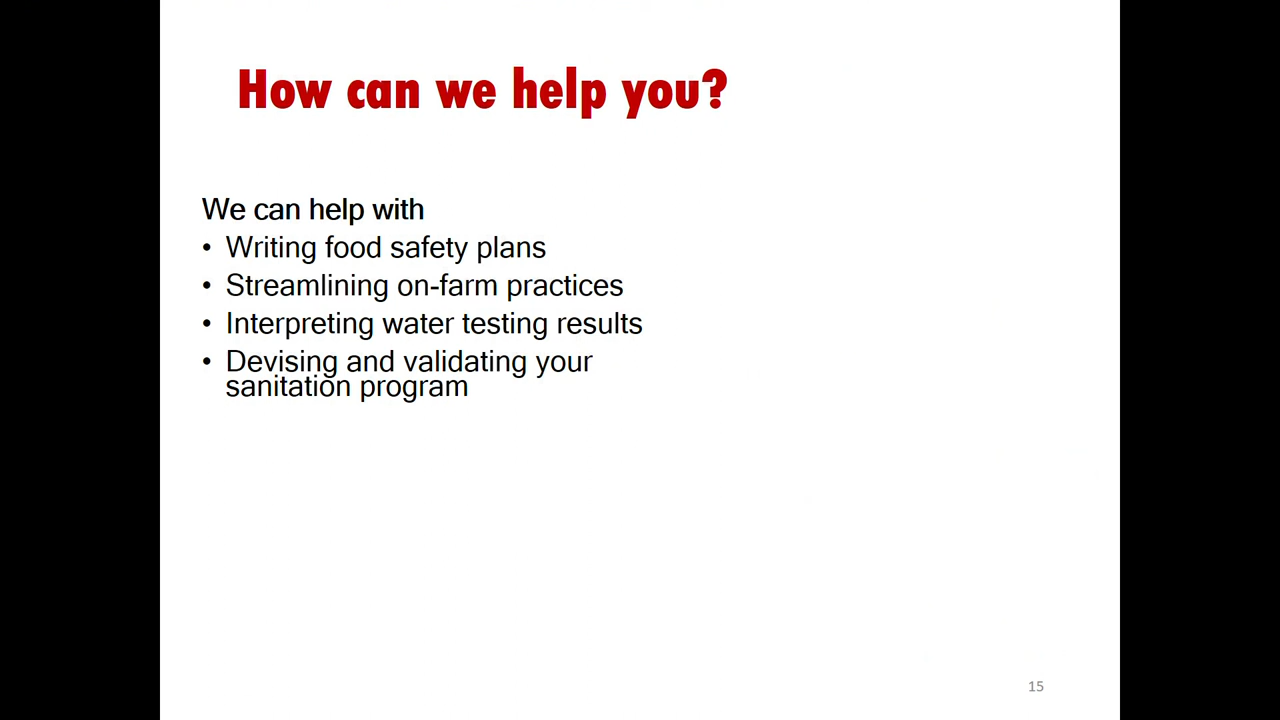 How can we help you?
We can help with
• Writing food safety plans
• Streamlining on-farm practices
• Interpreting water testing results
• Devising and validating your
sanitation program
15